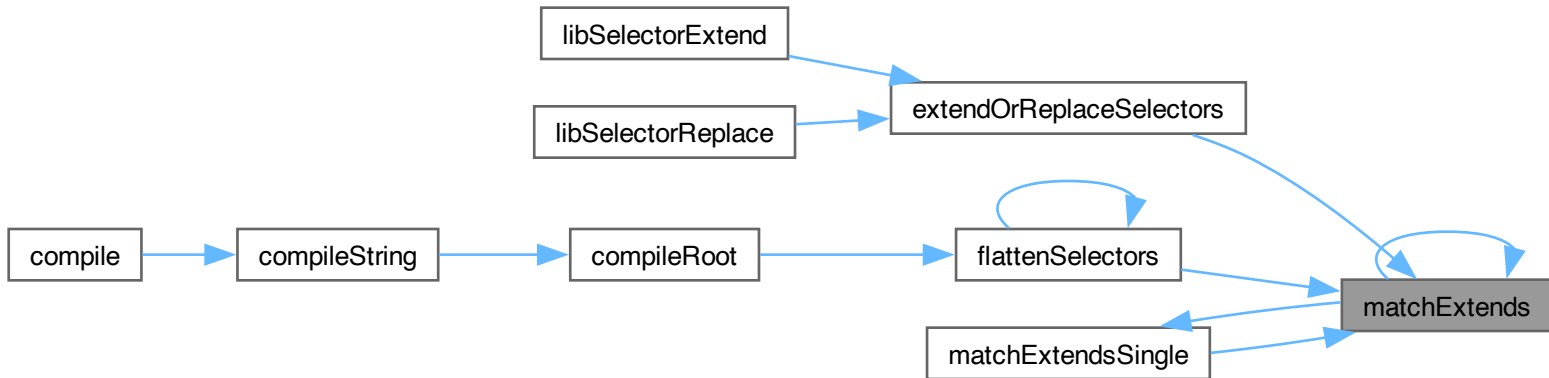 libSelectorExtend
extendOrReplaceSelectors
libSelectorReplace
compile
compileString
compileRoot
flattenSelectors
matchExtends
matchExtendsSingle